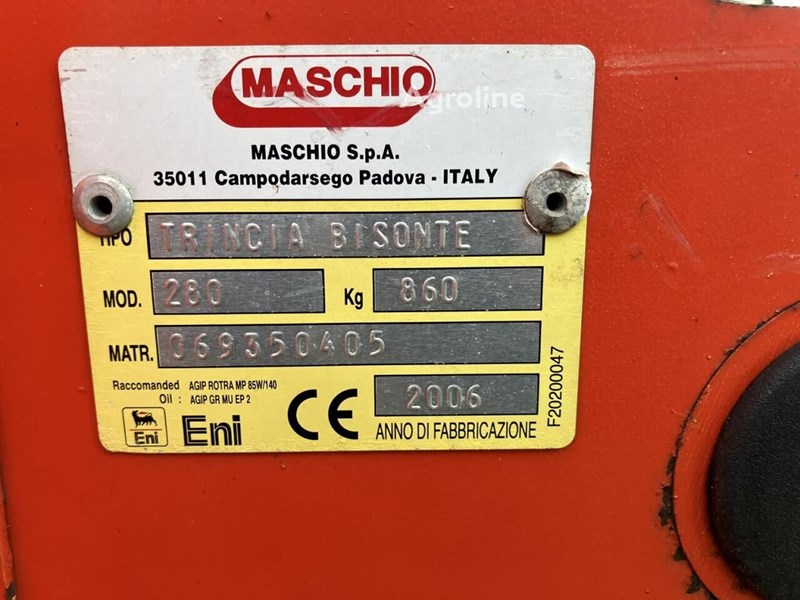 MASCHIO
Agroline
MASCHIO S.p.A.
35011 Campodarsego Padova - ITALY
TIPO TRINCIA BISONTE
MOD. 280 Kg 860
MATR. 069350405
Raccomanded AGIP ROTRA MP 85W/140
Oil : AGIP GR MU EP 2
Eni Eni CE 2006
ANNO DI FABBRICAZIONE
F20200047